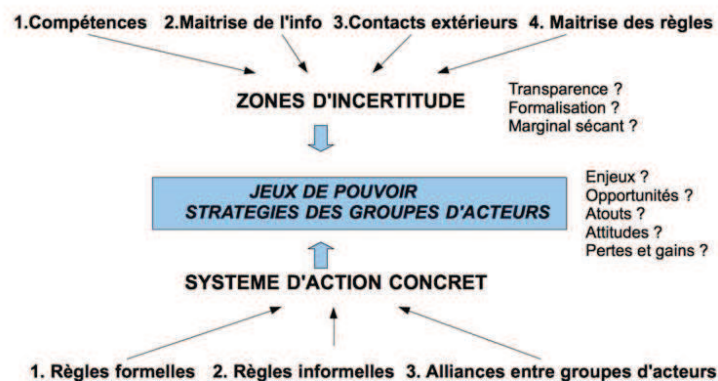 1.Compétences 2.Maitrise de l'info 3.Contacts extérieurs 4. Maitrise des règles
ZONES D'INCERTITUDE
Transparence ?
Formalisation ?
Marginal sécant ?
JEUX DE POUVOIR
STRATEGIES DES GROUPES D'ACTEURS
Enjeux ?
Opportunités ?
Atouts ?
Attitudes ?
Pertes et gains ?
SYSTEME D'ACTION CONCRET
1. Règles formelles 2. Règles informelles 3. Alliances entre groupes d'acteurs